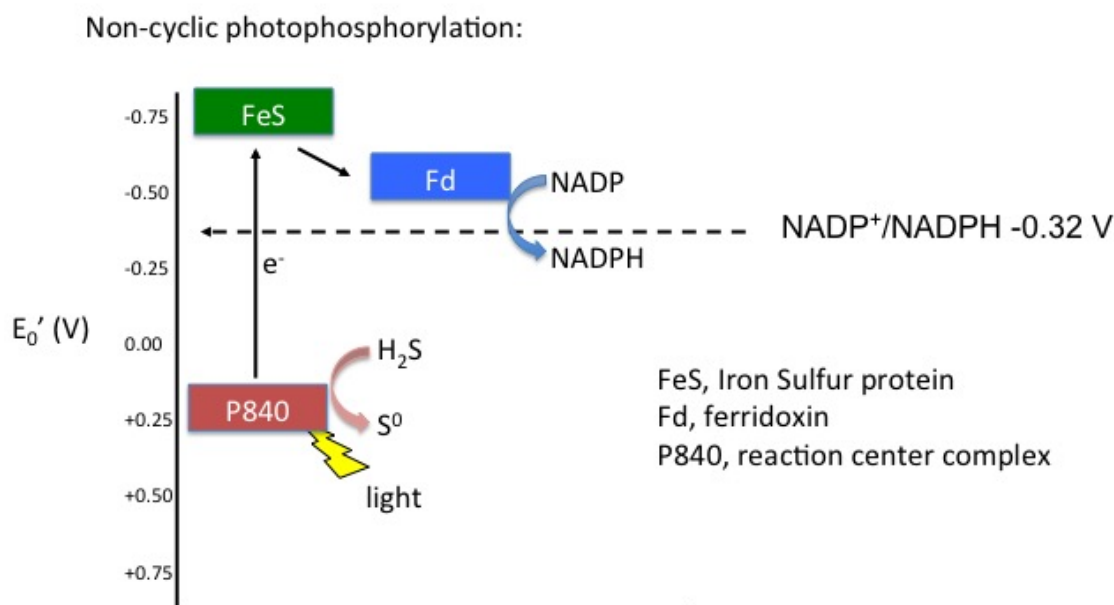 Non-cyclic photophosphorylation:
-0.75
FeS
-0.50
Fd
NADP
NADP⁺/NADPH -0.32 V
NADPH
-0.25
e⁻
E₀’ (V)
0.00
H₂S
P840
+0.25
S⁰
light
+0.50
+0.75
FeS, Iron Sulfur protein
Fd, ferridoxin
P840, reaction center complex